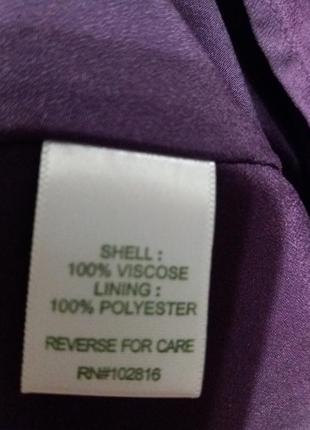 SHELL :
100% VISCOSE
LINING :
100% POLYESTER
REVERSE FOR CARE
RN#102816